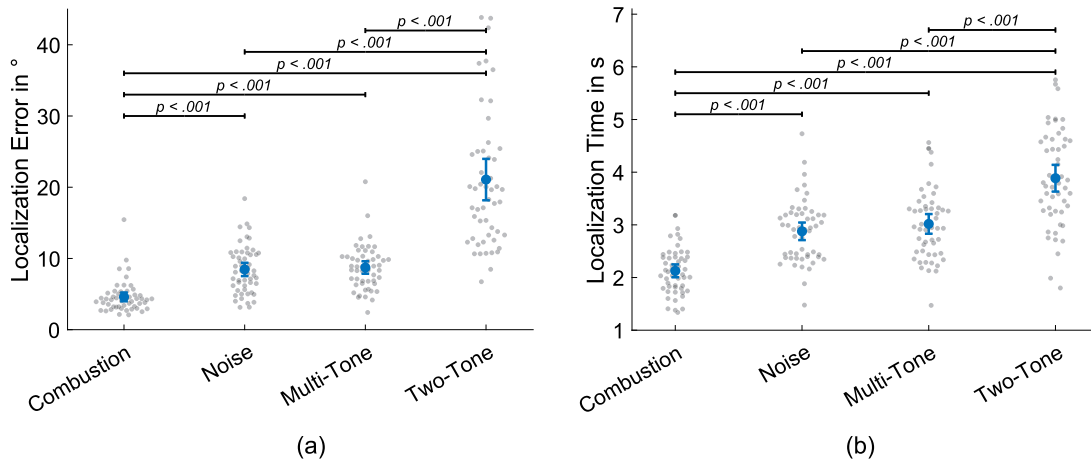 Localization Error in °
40
30
20
10
0
p < .001
p < .001
p < .001
p < .001
p < .001
Combustion
Noise
Multi-Tone
Two-Tone
(a)
Localization Time in s
7
6
5
4
3
2
1
p < .001
p < .001
p < .001
p < .001
p < .001
Combustion
Noise
Multi-Tone
Two-Tone
(b)